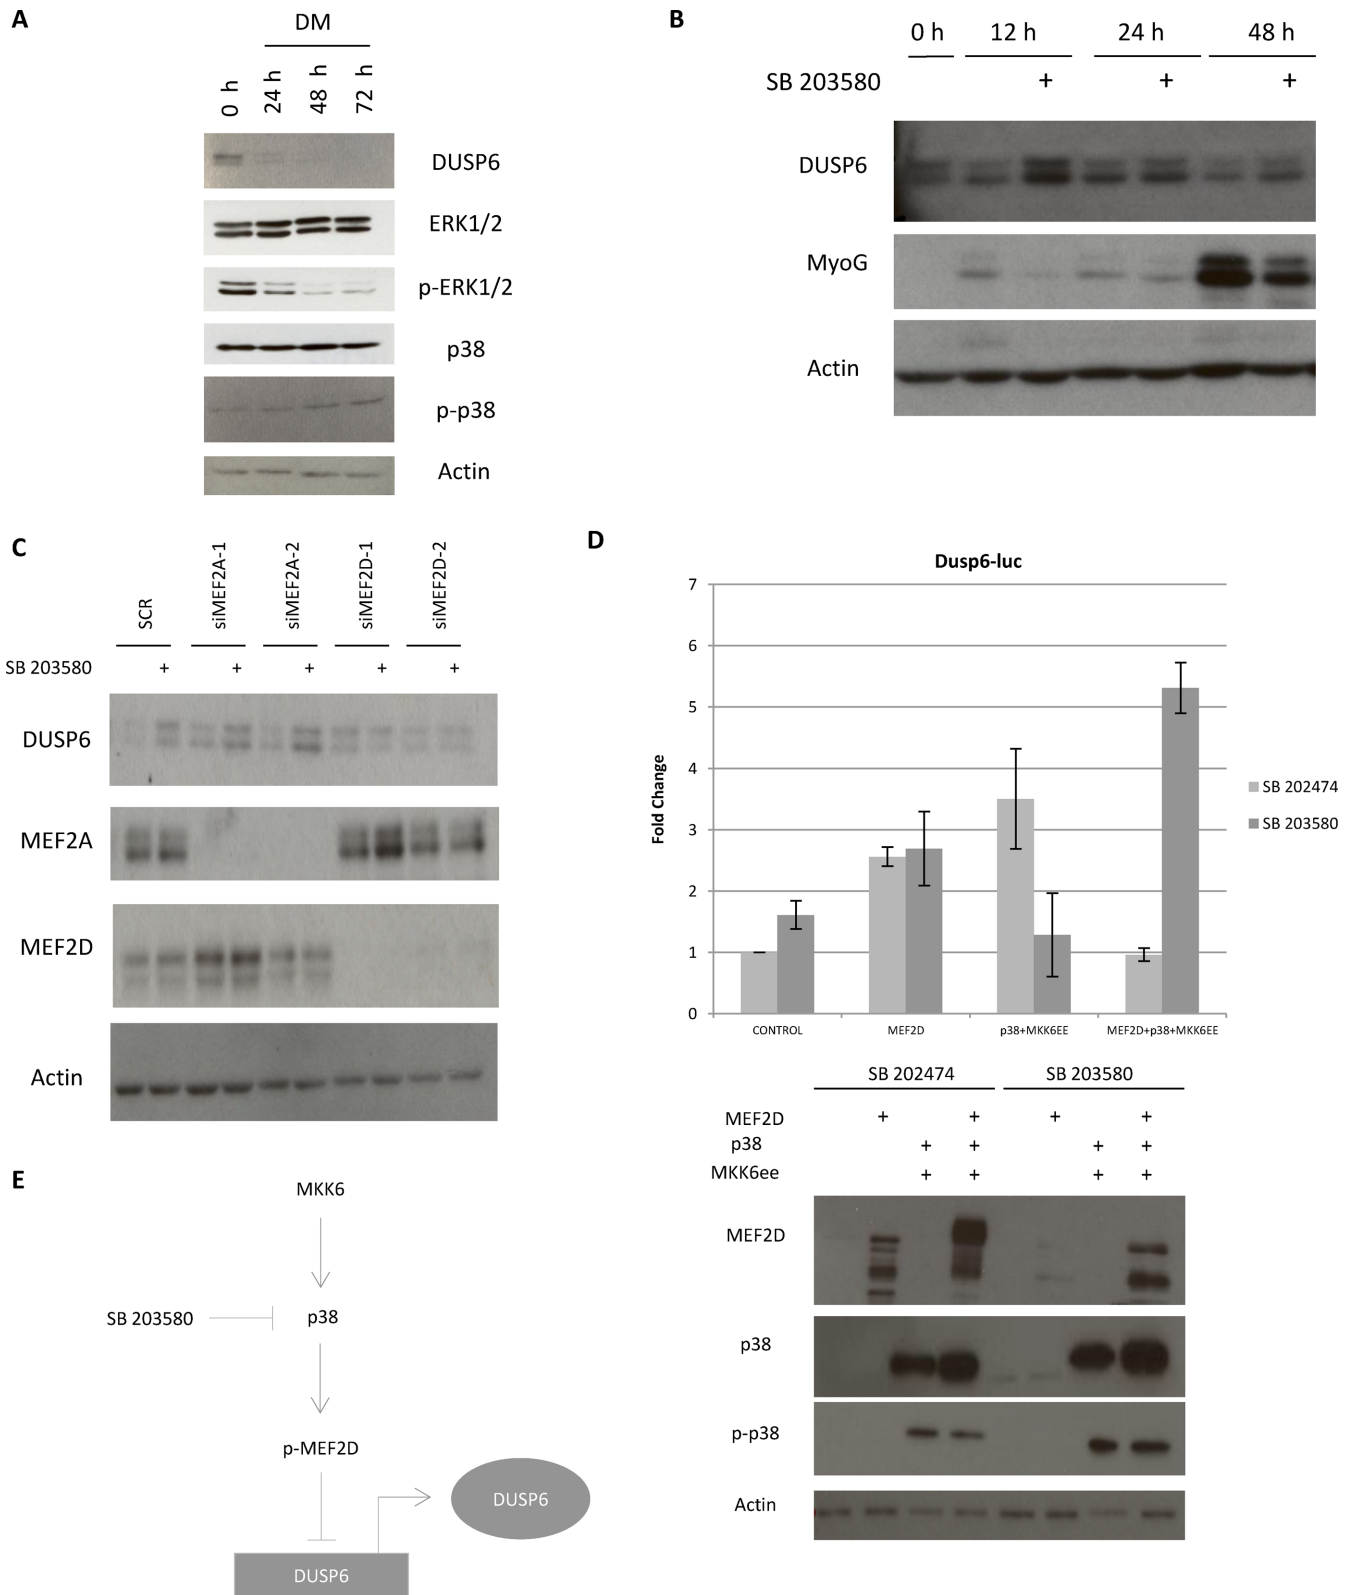 A
DM
0 h
24 h
48 h
72 h
DUSP6
ERK1/2
p-ERK1/2
p38
p-p38
Actin
B
0 h 12 h 24 h 48 h
SB 203580 + + +
DUSP6
MyoG
Actin
C
SCR
siMEF2A-1
siMEF2A-2
siMEF2D-1
siMEF2D-2
SB 203580 + + + + +
DUSP6
MEF2A
MEF2D
Actin
D
Dusp6-luc
Fold Change
7
6
5
4
3
2
1
0
CONTROL MEF2D p38+MKK6EE MEF2D+p38+MKK6EE
SB 202474
SB 203580
SB 202474 SB 203580
MEF2D + + + +
p38 + + + +
MKK6ee + + + +
MEF2D
p38
p-p38
Actin
E
MKK6
SB 203580 p38
p-MEF2D
DUSP6
DUSP6